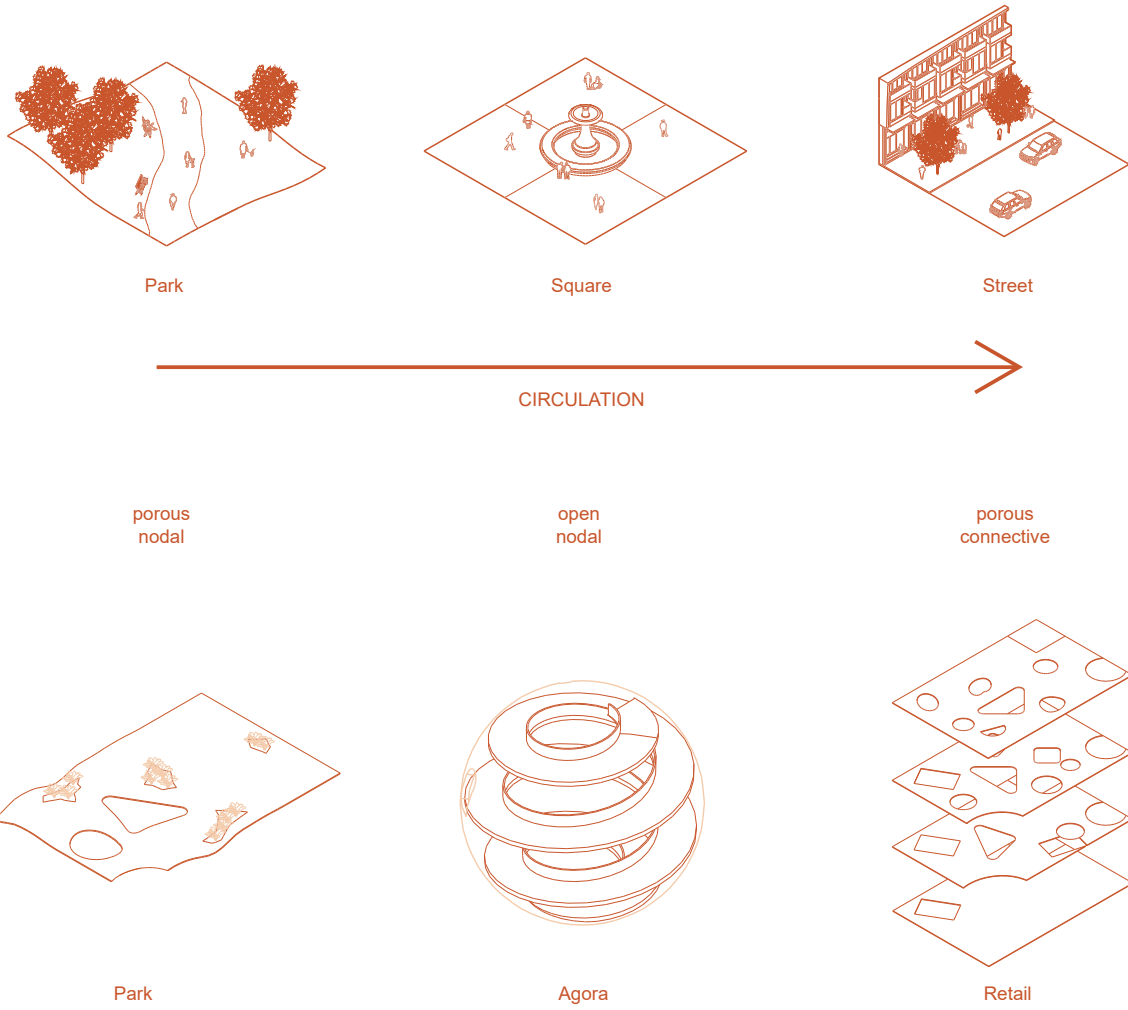 Park
Square
Street
CIRCULATION
porous
nodal
open
nodal
porous
connective
Park
Agora
Retail